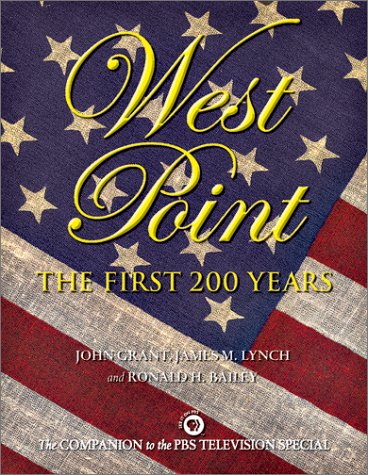 West
Point
THE FIRST 200 YEARS
JOHN GRANT, JAMES M. LYNCH
and RONALD H. BAILEY
The COMPANION to the PBS TELEVISION SPECIAL